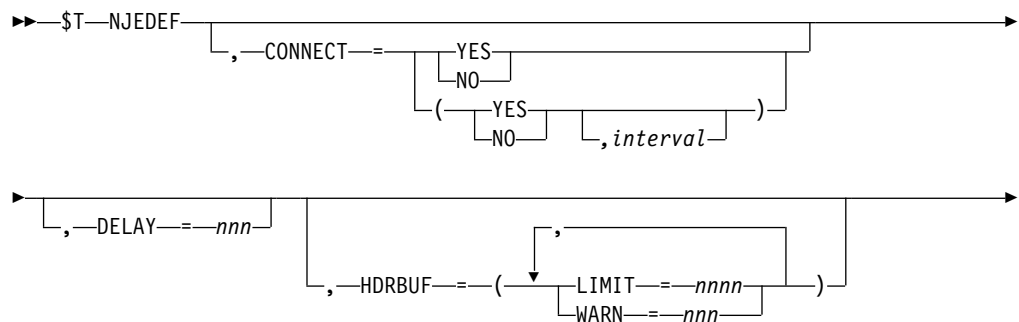 $T NJEDEF
, CONNECT = YES
NO
( YES )
NO ,interval
, DELAY = nnn
,
, HDRBUF = ( LIMIT = nnnn )
WARN = nnn